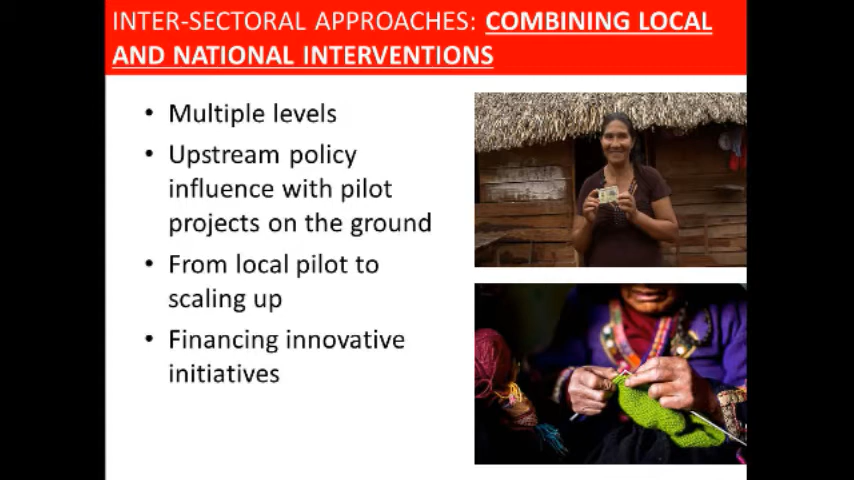 INTER-SECTORAL APPROACHES: COMBINING LOCAL
AND NATIONAL INTERVENTIONS
• Multiple levels
• Upstream policy
influence with pilot
projects on the ground
• From local pilot to
scaling up
• Financing innovative
initiatives